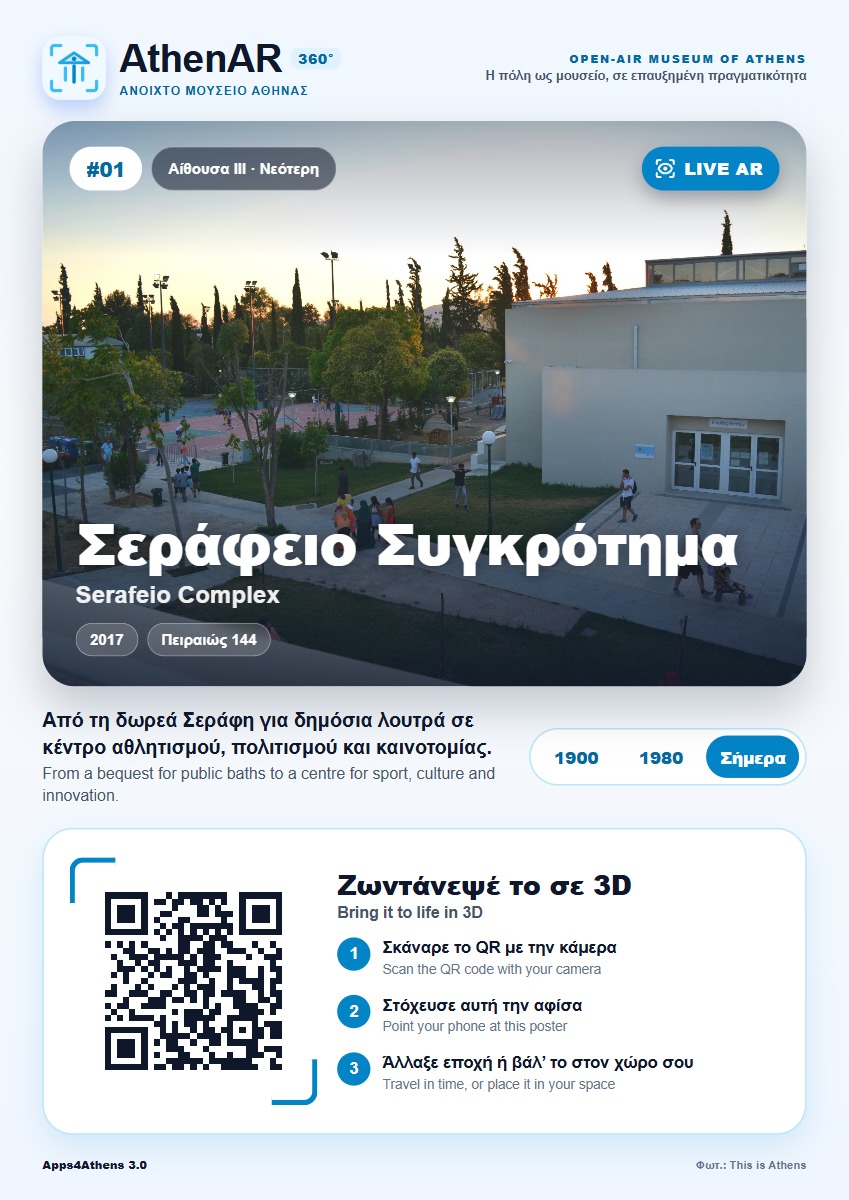 AthenAR 360°
ΑΝΟΙΧΤΟ ΜΟΥΣΕΙΟ ΑΘΗΝΑΣ
OPEN-AIR MUSEUM OF ATHENS
Η πόλη ως μουσείο, σε επαυξημένη πραγματικότητα
#01
Αίθουσα III · Νεότερη
LIVE AR
Σεράφειο Συγκρότημα
Serafeio Complex
2017
Πειραιώς 144
Από τη δωρεά Σεράφη για δημόσια λουτρά σε
κέντρο αθλητισμού, πολιτισμού και καινοτομίας.
From a bequest for public baths to a centre for sport, culture and
innovation.
1900
1980
Σήμερα
Ζωντάνεψέ το σε 3D
Bring it to life in 3D
1
Σκάναρε το QR με την κάμερα
Scan the QR code with your camera
2
Στόχευσε αυτή την αφίσα
Point your phone at this poster
3
Άλλαξε εποχή ή βάλ’ το στον χώρο σου
Travel in time, or place it in your space
Apps4Athens 3.0
Φωτ.: This is Athens